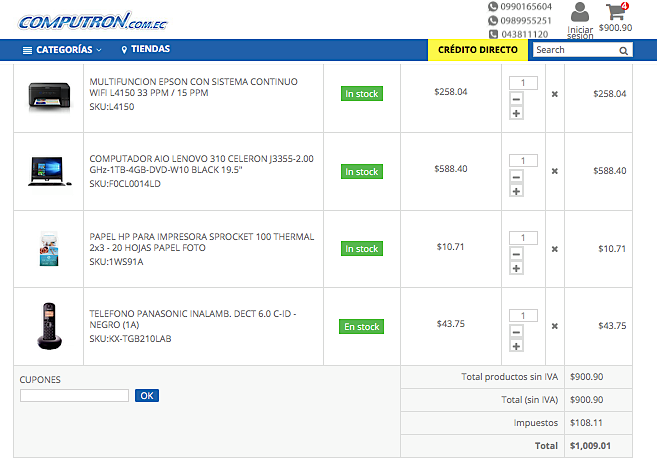 COMPUTRON.COM.EC
0990165604
0989955251
043811120
Iniciar
sesión
4
$900.90
CATEGORÍAS
TIENDAS
CRÉDITO DIRECTO
Search
MULTIFUNCION EPSON CON SISTEMA CONTINUO
WIFI L4150 33 PPM / 15 PPM
SKU:L4150
In stock
$258.04
1
$258.04
COMPUTADOR AIO LENOVO 310 CELERON J3355-2.00
GHz-1TB-4GB-DVD-W10 BLACK 19.5"
SKU:F0CL0014LD
In stock
$588.40
1
$588.40
PAPEL HP PARA IMPRESORA SPROCKET 100 THERMAL
2x3 - 20 HOJAS PAPEL FOTO
SKU:1WS91A
In stock
$10.71
1
$10.71
TELEFONO PANASONIC INALAMB. DECT 6.0 C-ID -
NEGRO (1A)
SKU:KX-TGB210LAB
En stock
$43.75
1
$43.75
CUPONES
OK
Total productos sin IVA $900.90
Total (sin IVA) $900.90
Impuestos $108.11
Total $1,009.01